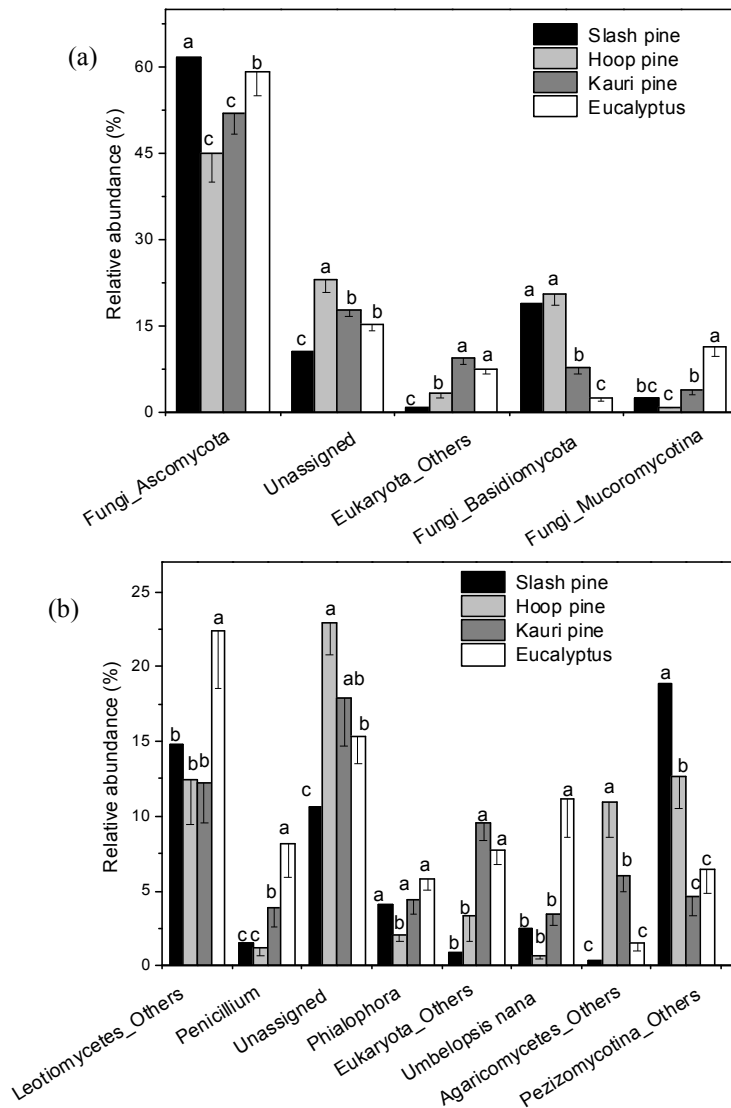 (a)
Relative abundance (%)
60
45
30
15
0
Slash pine
Hoop pine
Kauri pine
Eucalyptus
a
c
c
b
c
a
b
b
c
b
a
a
a
a
b
c
bc
c
b
a
Fungi_Ascomycota
Unassigned
Eukaryota_Others
Fungi_Basidiomycota
Fungi_Mucoromycotina
(b)
Relative abundance (%)
25
20
15
10
5
0
Slash pine
Hoop pine
Kauri pine
Eucalyptus
b
b
b
a
c
c
b
a
c
a
ab
b
a
b
a
a
b
b
a
a
b
b
b
a
c
a
b
c
a
b
c
c
Leotiomycetes_Others
Penicillium
Unassigned
Phialophora
Eukaryota_Others
Umbelopsis nana
Agaricomycetes_Others
Pezizomycotina_Others